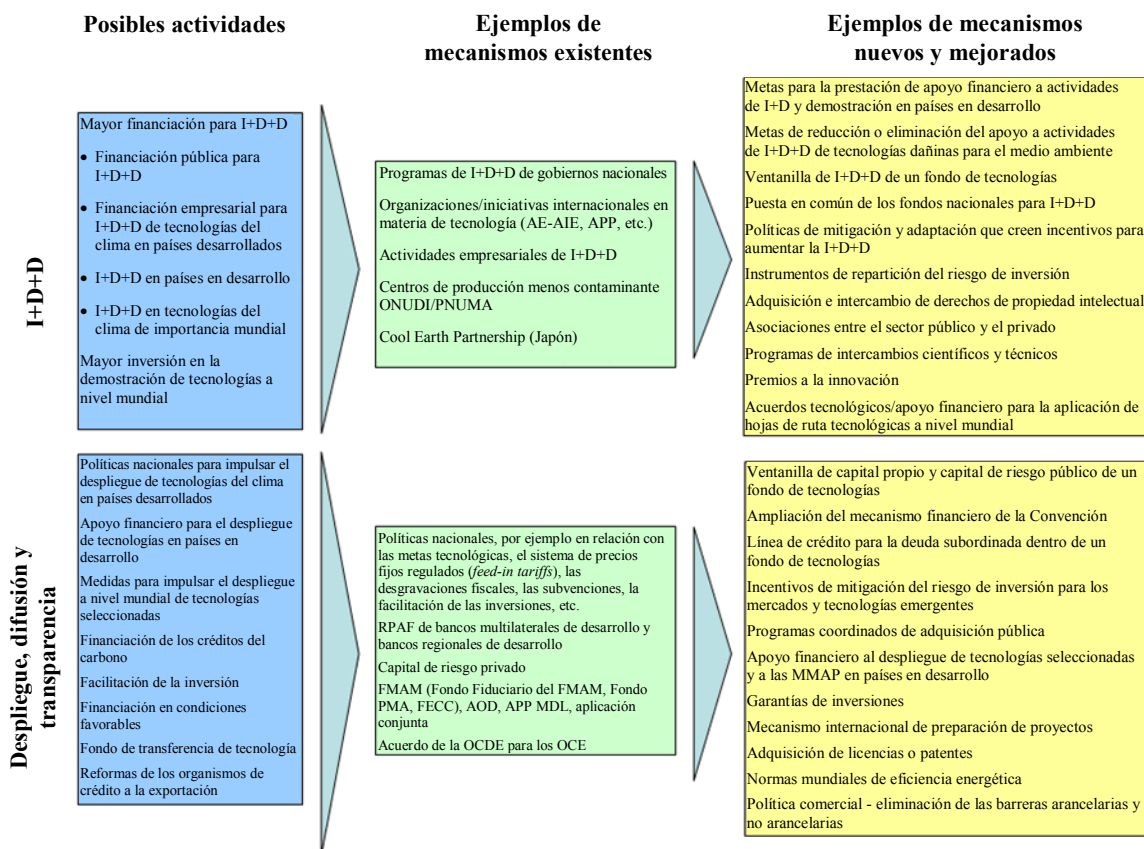 Posibles actividades
Ejemplos de
mecanismos existentes
Ejemplos de mecanismos
nuevos y mejorados
I+D+D
Mayor financiación para I+D+D
• Financiación pública para
I+D+D
• Financiación empresarial para
I+D+D de tecnologías del
clima en países desarrollados
• I+D+D en países en desarrollo
• I+D+D en tecnologías del
clima de importancia mundial
Mayor inversión en la
demostración de tecnologías a
nivel mundial
Programas de I+D+D de gobiernos nacionales
Organizaciones/iniciativas internacionales en
materia de tecnología (AE-AIE, APP, etc.)
Actividades empresariales de I+D+D
Centros de producción menos contaminante
ONUDI/PNUMA
Cool Earth Partnership (Japón)
Metas para la prestación de apoyo financiero a actividades
de I+D y demostración en países en desarrollo
Metas de reducción o eliminación del apoyo a actividades
de I+D+D de tecnologías dañinas para el medio ambiente
Ventanilla de I+D+D de un fondo de tecnologías
Puesta en común de los fondos nacionales para I+D+D
Políticas de mitigación y adaptación que creen incentivos para
aumentar la I+D+D
Instrumentos de repartición del riesgo de inversión
Adquisición e intercambio de derechos de propiedad intelectual
Asociaciones entre el sector público y el privado
Programas de intercambios científicos y técnicos
Premios a la innovación
Acuerdos tecnológicos/apoyo financiero para la aplicación de
hojas de ruta tecnológicas a nivel mundial
Despliegue, difusión y
transparencia
Políticas nacionales para impulsar el
despliegue de tecnologías del clima
en países desarrollados
Apoyo financiero para el despliegue
de tecnologías en países en
desarrollo
Medidas para impulsar el despliegue
a nivel mundial de tecnologías
seleccionadas
Financiación de los créditos del
carbono
Facilitación de la inversión
Financiación en condiciones
favorables
Fondo de transferencia de tecnología
Reformas de los organismos de
crédito a la exportación
Políticas nacionales, por ejemplo en relación con
las metas tecnológicas, el sistema de precios
fijos regulados (feed-in tariffs), las
desgravaciones fiscales, las subvenciones, la
facilitación de las inversiones, etc.
RPAF de bancos multilaterales de desarrollo y
bancos regionales de desarrollo
Capital de riesgo privado
FMAM (Fondo Fiduciario del FMAM, Fondo
PMA, FECC), AOD, APP MDL, aplicación
conjunta
Acuerdo de la OCDE para los OCE
Ventanilla de capital propio y capital de riesgo público de un
fondo de tecnologías
Ampliación del mecanismo financiero de la Convención
Línea de crédito para la deuda subordinada dentro de un
fondo de tecnologías
Incentivos de mitigación del riesgo de inversión para los
mercados y tecnologías emergentes
Programas coordinados de adquisición pública
Apoyo financiero al despliegue de tecnologías seleccionadas
y a las MMAP en países en desarrollo
Garantías de inversiones
Mecanismo internacional de preparación de proyectos
Adquisición de licencias o patentes
Normas mundiales de eficiencia energética
Política comercial - eliminación de las barreras arancelarias y
no arancelarias